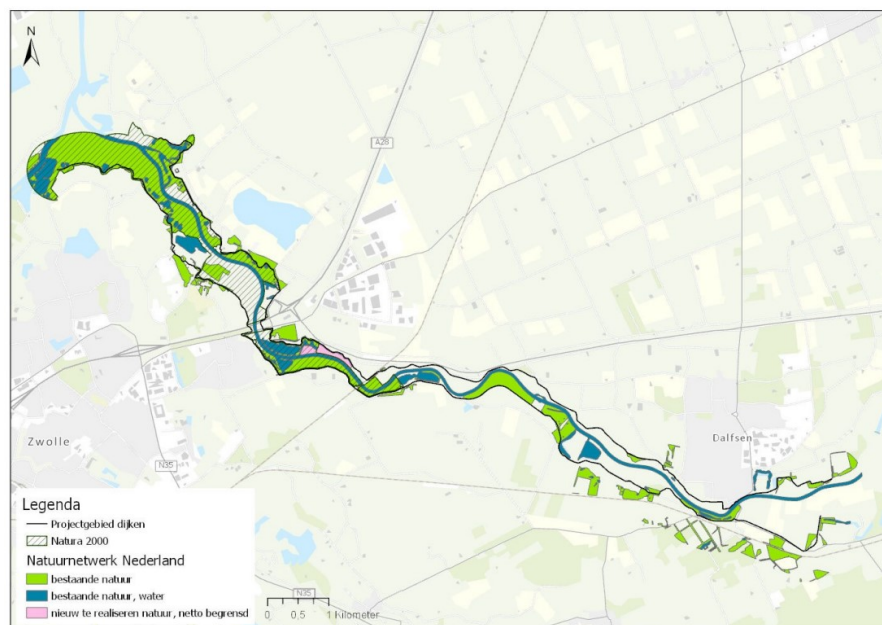 N
A28
Zwolle
Dalfsen
N35
Legenda
Projectgebied dijken
Natura 2000
Natuurnetwerk Nederland
bestaande natuur
bestaande natuur, water
nieuw te realiseren natuur, netto begrensd
N35
0 0,5 1 Kilometer